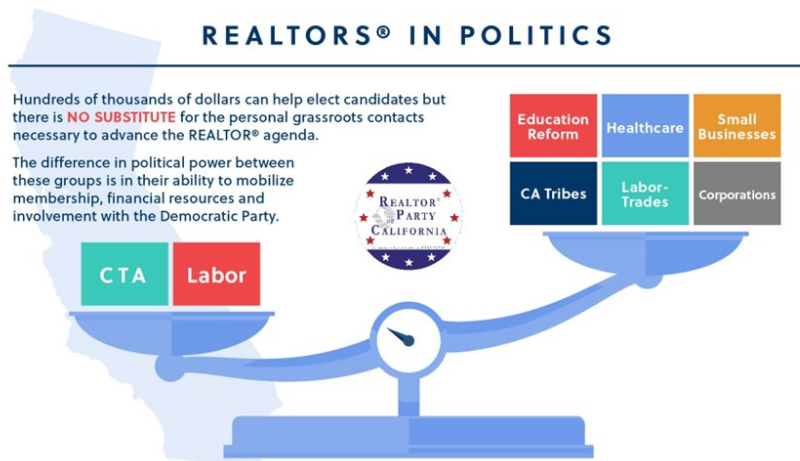 REALTORS® IN POLITICS
Hundreds of thousands of dollars can help elect candidates but
there is NO SUBSTITUTE for the personal grassroots contacts
necessary to advance the REALTOR® agenda.
The difference in political power between
these groups is in their ability to mobilize
membership, financial resources and
involvement with the Democratic Party.
REALTOR®
PARTY
OF
CALIFORNIA
Education
Reform
Healthcare
Small
Businesses
CA Tribes
Labor-
Trades
Corporations
CTA
Labor